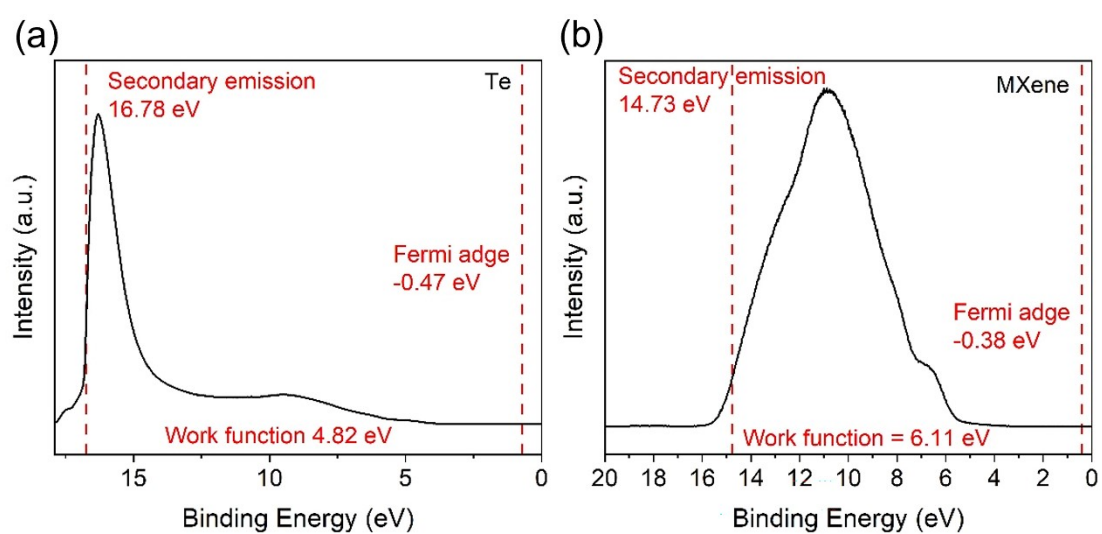 (a)
Secondary emission
16.78 eV
Te
Fermi adge
-0.47 eV
Work function 4.82 eV
Intensity (a.u.)
15
10
5
0
Binding Energy (eV)
(b)
Secondary emission
14.73 eV
MXene
Fermi adge
-0.38 eV
Work function = 6.11 eV
Intensity (a.u.)
20 18 16 14 12 10 8 6 4 2 0
Binding Energy (eV)